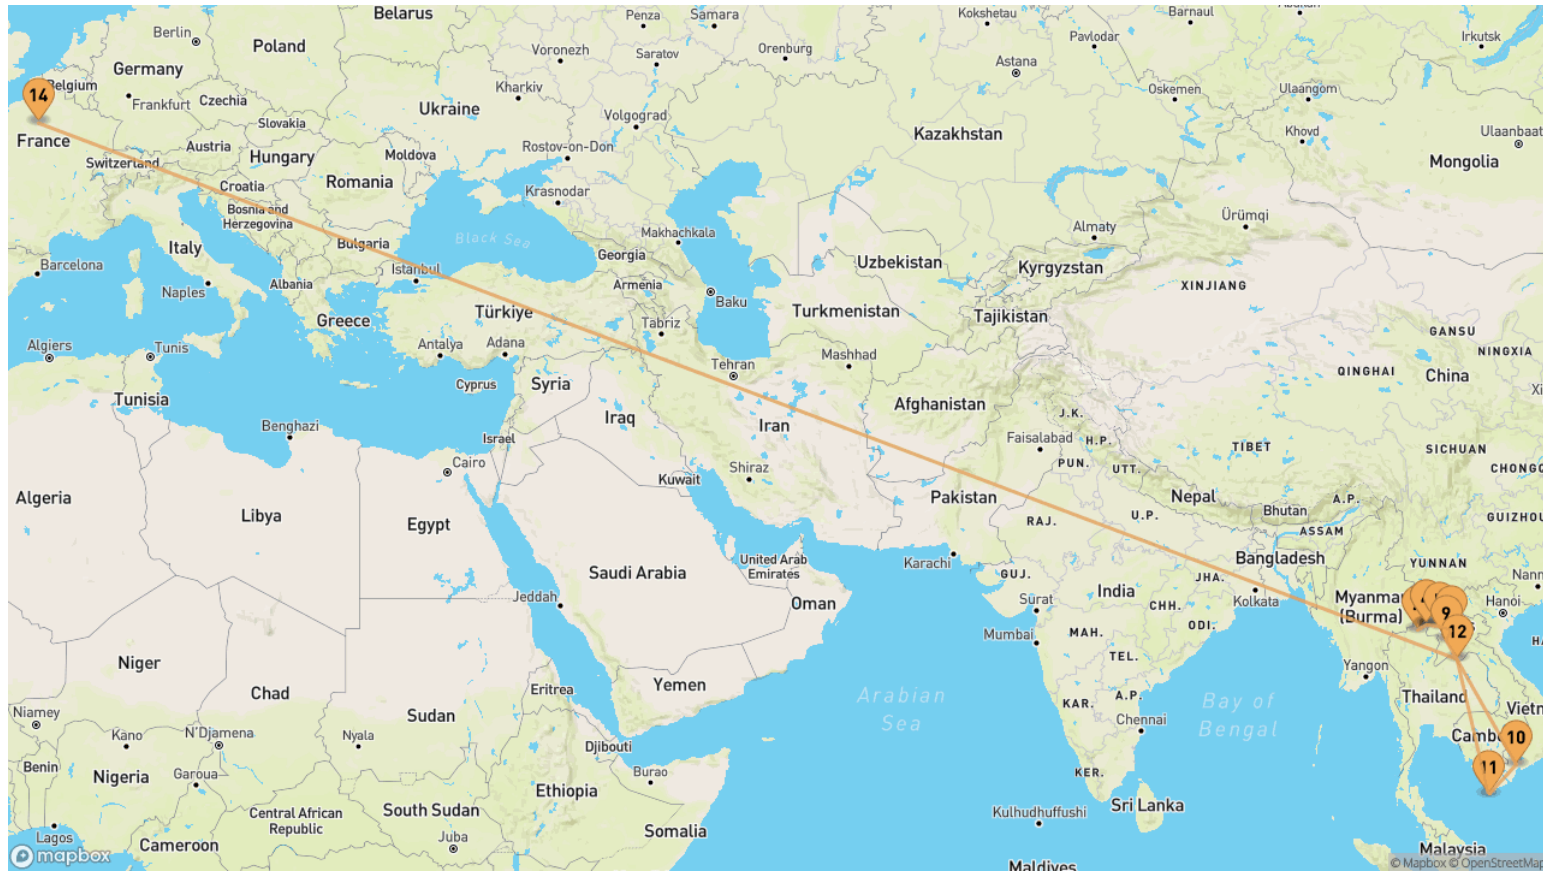 Belarus
Penza
Samara
Kokshetau
Barnaul
Berlin
Poland
Voronezh
Saratov
Orenburg
Pavlodar
Irkutsk
Germany
Astana
Belgium
Kharkiv
Oskemen
Ulaangom
14
Frankfurt
Czechia
Ukraine
Volgograd
Kazakhstan
Khovd
Ulaanbaat
France
Slovakia
Austria
Rostov-on-Don
Mongolia
Switzerland
Hungary
Moldova
Croatia
Romania
Krasnodar
Bosnia and
Herzegovina
Ürümqi
Italy
Bulgaria
Black Sea
Makhachkala
Almaty
Barcelona
Istanbul
Georgia
Uzbekistan
Kyrgyzstan
Naples
Albania
Armenia
Baku
XINJIANG
Greece
Türkiye
Tabriz
Turkmenistan
Tajikistan
GANSU
Algiers
Tunis
Antalya
Adana
Tehran
Mashhad
NINGXIA
Tunisia
Cyprus
Syria
QINGHAI
China
Xi
Benghazi
Iraq
Iran
Afghanistan
J.K.
Israel
Faisalabad
H.P.
TIBET
SICHUAN
Cairo
Shiraz
PUN.
UTT.
CHONGQ
Algeria
Libya
Egypt
Kuwait
Pakistan
Nepal
A.P.
Bhutan
GUIZHOU
RAJ.
U.P.
ASSAM
Saudi Arabia
United Arab
Emirates
Karachi
Bangladesh
YUNNAN
Jeddah
Oman
GUJ.
India
JHA.
Nann
Surat
CHH.
Kolkata
Myanmar
(Burma)
Hanoi
9
Mumbai
MAH.
ODI.
12
Niger
TEL.
Chad
Yemen
Eritrea
Arabian
Sea
KAR.
A.P.
Bay of
Bengal
Yangon
Thailand
Vietn
Niamey
Sudan
Chennai
Kano
N'Djamena
Nyala
Djibouti
Camb
10
Benin
Nigeria
Garoua
Ethiopia
Burao
KER.
11
Central African
Republic
South Sudan
Kulhudhuffushi
Sri Lanka
Lagos
Cameroon
Juba
Somalia
Malaysia
mapbox
Maldives
© Mapbox © OpenStreetMap